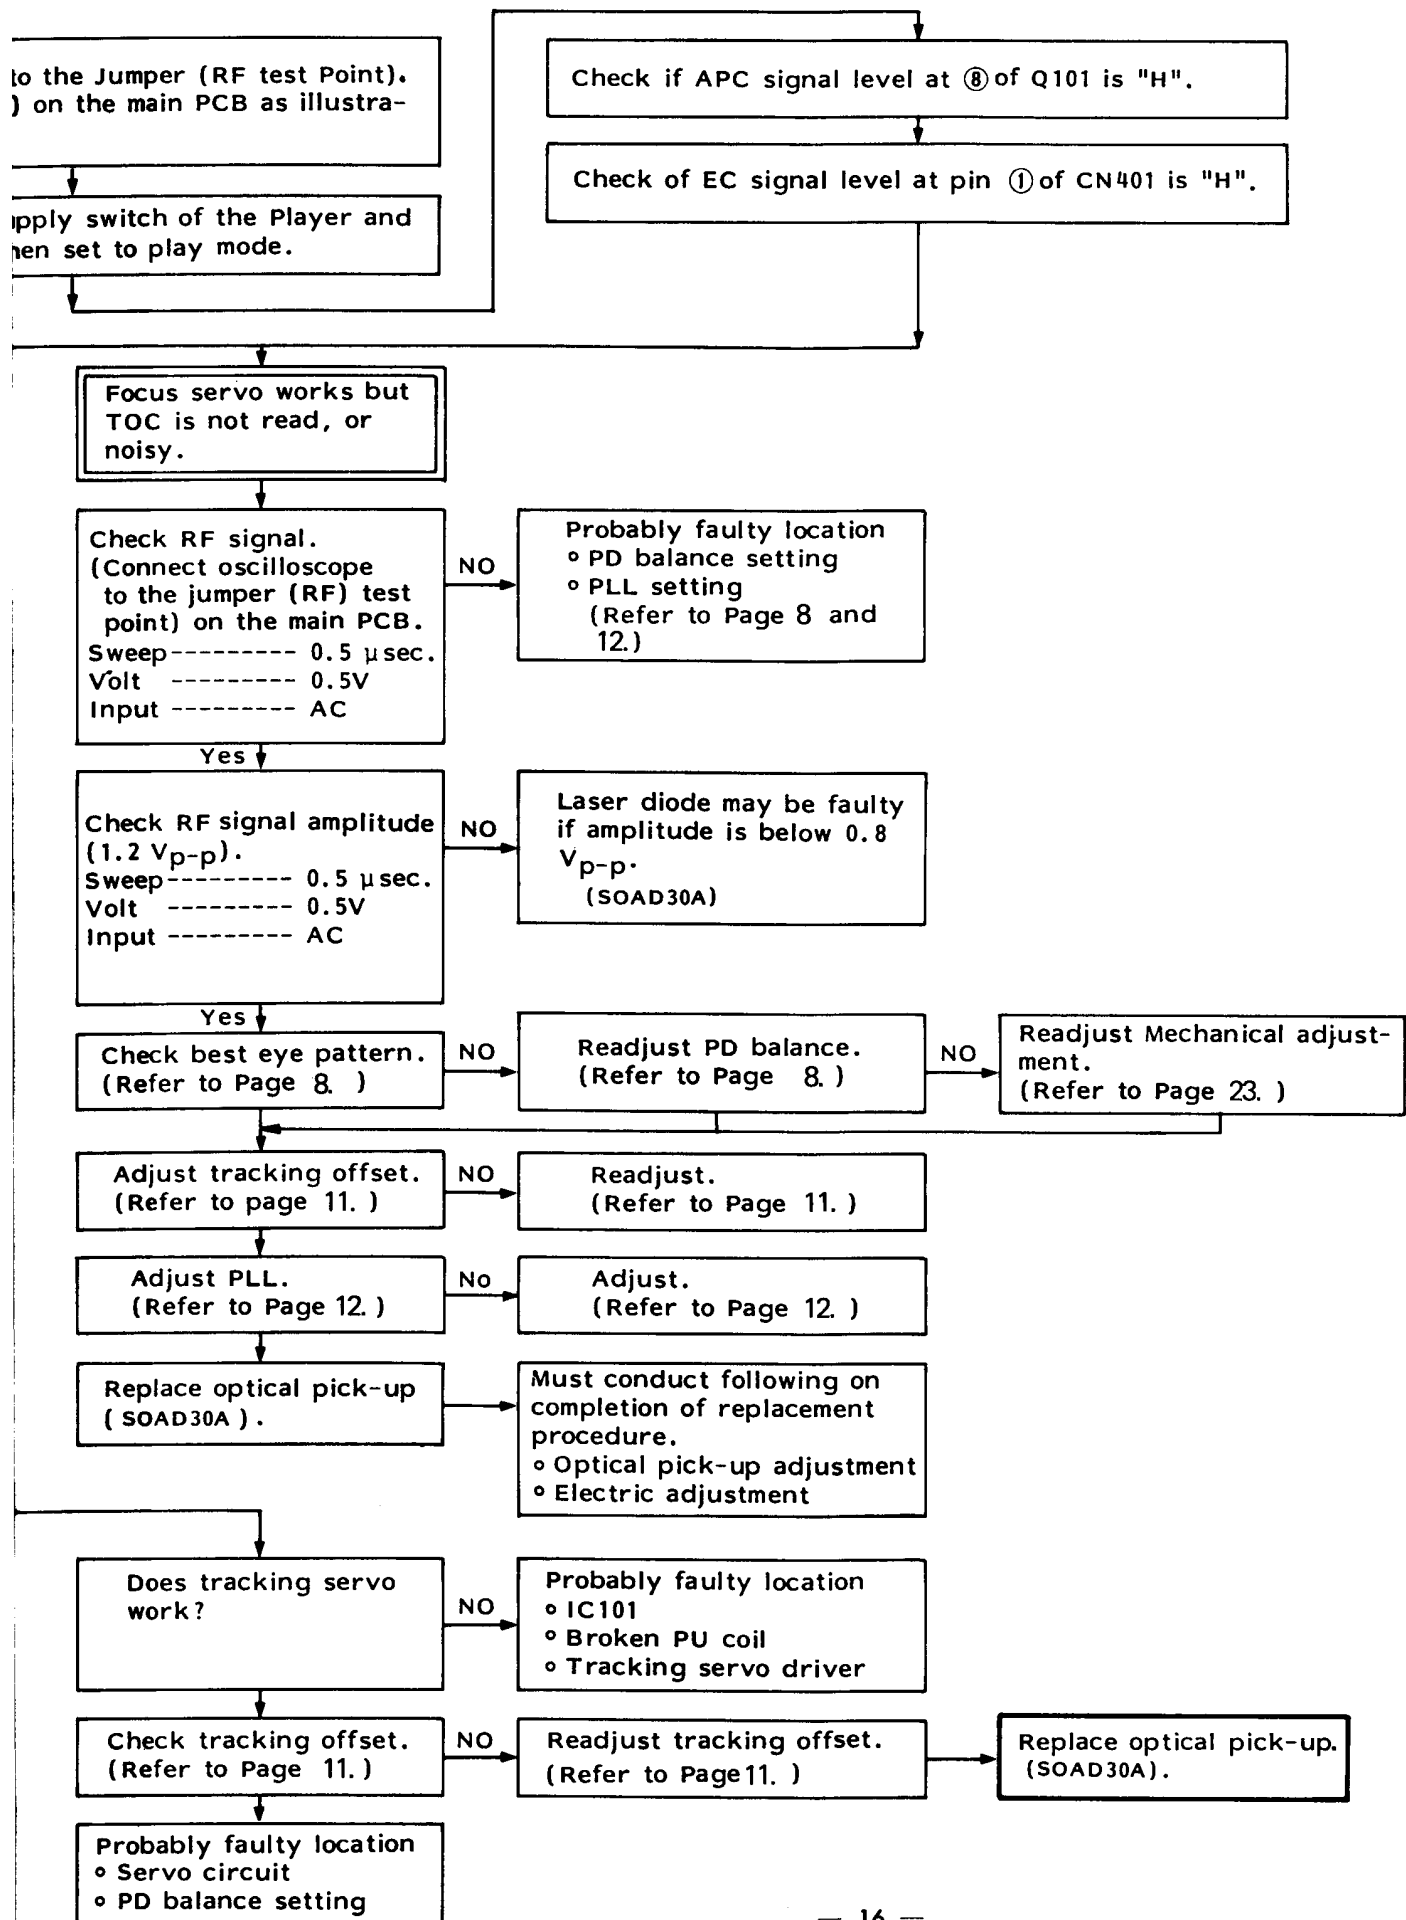 to the Jumper (RF test Point).
) on the main PCB as illustra-
switch of the Player and
set to play mode.
Check if APC signal level at ⑧ of Q101 is "H".
Check of EC signal level at pin ① of CN401 is "H".
Focus servo works but
TOC is not read, or
noisy.
Check RF signal.
(Connect oscilloscope
to the jumper (RF) test
point) on the main PCB.
Sweep --------- 0.5 μsec.
Volt --------- 0.5V
Input --------- AC
NO
Probably faulty location
∘ PD balance setting
∘ PLL setting
(Refer to Page 8 and
12.)
Yes
Check RF signal amplitude
(1.2 Vp-p).
Sweep --------- 0.5 μsec.
Volt --------- 0.5V
Input --------- AC
NO
Laser diode may be faulty
if amplitude is below 0.8
Vp-p.
(SOAD30A)
Yes
Check best eye pattern.
(Refer to Page 8. )
NO
Readjust PD balance.
(Refer to Page 8. )
NO
Readjust Mechanical adjust-
ment.
(Refer to Page 23. )
Adjust tracking offset.
(Refer to page 11. )
NO
Readjust.
(Refer to Page 11. )
Adjust PLL.
(Refer to Page 12. )
No
Adjust.
(Refer to Page 12. )
Replace optical pick-up
( SOAD30A ) .
Must conduct following on
completion of replacement
procedure.
∘ Optical pick-up adjustment
∘ Electric adjustment
Does tracking servo
work?
NO
Probably faulty location
∘ IC101
∘ Broken PU coil
∘ Tracking servo driver
Check tracking offset.
(Refer to Page 11. )
NO
Readjust tracking offset.
(Refer to Page 11. )
Replace optical pick-up.
(SOAD30A).
Probably faulty location
∘ Servo circuit
∘ PD balance setting
— 16 —